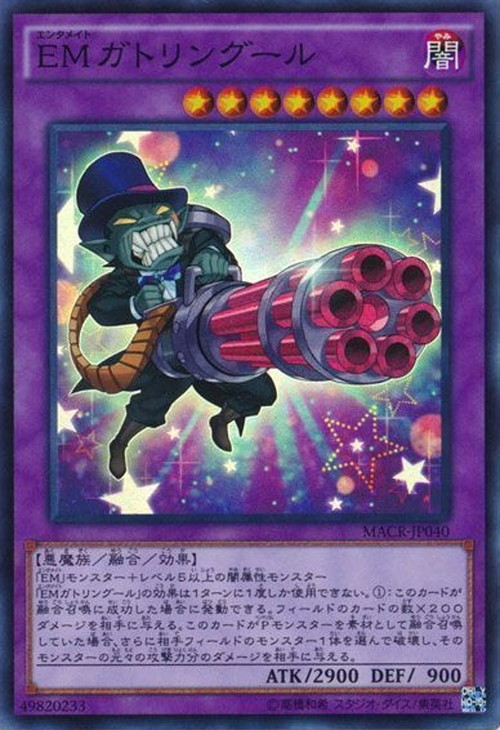 エンタメイト
EMガトリングール
やみ
闇
MACR-JP040
【悪魔族／融合／効果】
「EM」モンスター＋レベル５以上の闇属性モンスター
「EMガトリングール」の効果は１ターンに１度しか使用できない。①：このカードが
融合召喚に成功した場合に発動できる。フィールドのカードの数×２００
ダメージを相手に与える。このカードがPモンスターを素材として融合召喚
していた場合、さらに相手フィールドのモンスター１体を選んで破壊し、その
モンスターの元々の攻撃力分のダメージを相手に与える。
ATK/2900 DEF/ 900
49820233
©高橋和希 スタジオ・ダイス/集英社